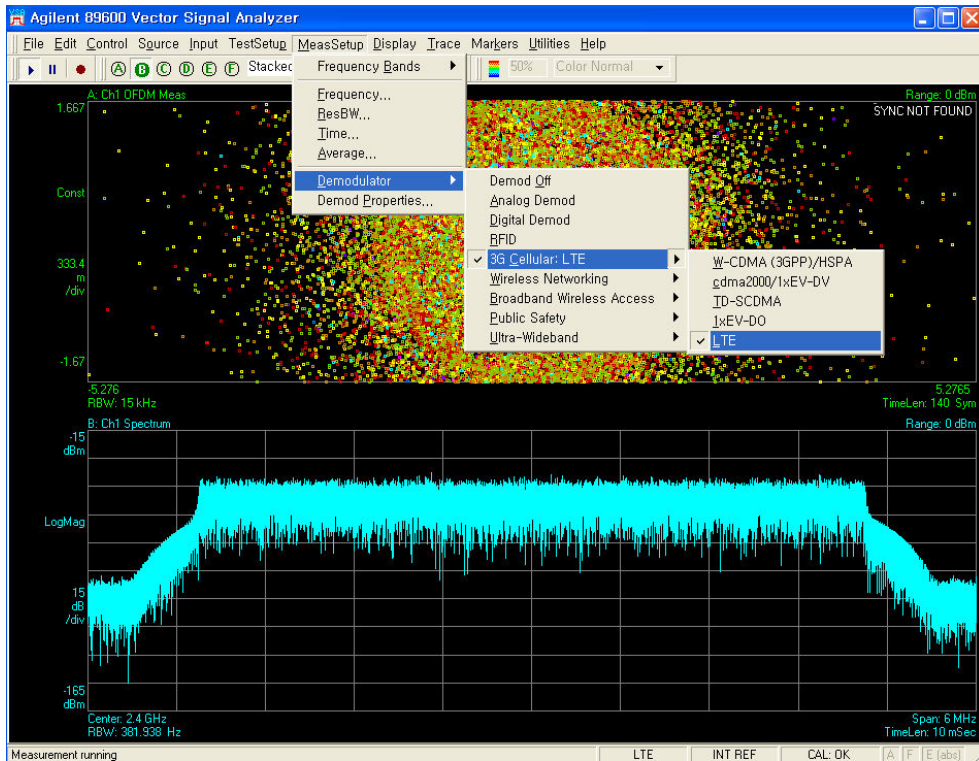 Agilent 89600 Vector Signal Analyzer
File Edit Control Source Input TestSetup MeasSetup Display Trace Markers Utilities Help
A B C D E F Stacked 50% Color Normal
Frequency Bands
Frequency...
ResBW...
Time...
Average...
Demodulator
Demod Properties...
Demod Off
Analog Demod
Digital Demod
RFID
3G Cellular: LTE
Wireless Networking
Broadband Wireless Access
Public Safety
Ultra-Wideband
W-CDMA (3GPP)/HSPA
cdma2000/1xEV-DV
TD-SCDMA
1xEV-DO
LTE
A: Ch1 OFDM Meas Range: 0 dBm
1.667 SYNC NOT FOUND
Const
333.4
m
/div
-1.67
-5.276 5.2765
RBW: 15 kHz TimeLen: 140 Sym
B: Ch1 Spectrum Range: 0 dBm
-15
dBm
LogMag
15
dB
/div
-165
dBm
Center: 2.4 GHz Span: 6 MHz
RBW: 381.938 Hz TimeLen: 10 mSec
Measurement running LTE INT REF CAL: OK A F E (abs)